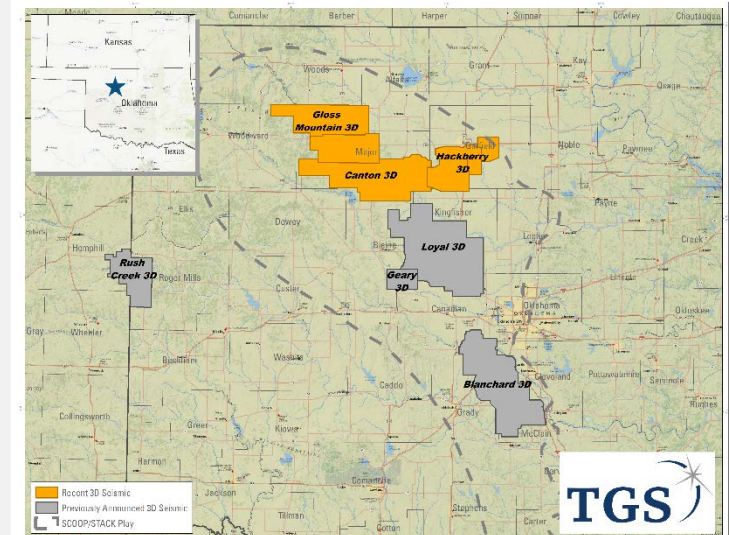 Comanche
Barber
Harper
Sumner
Cowley
Chautauqua
Kansas
Oklahoma
Texas
Woods
Grant
Kay
Osage
Woodward
Gloss
Mountain 3D
Major
Garfield
Hackberry
3D
Noble
Pawnee
Canton 3D
Payne
Ellis
Dewey
Kingfisher
Blaine
Logan
Creek
Loyal 3D
Hemphill
Rush
Creek 3D
Roger Mills
Geary
3D
Custer
Lincoln
Canadian
Oklahoma
OKLAHOMA
Okfuskee
Gray
Wheeler
Beckham
Washita
Caddo
Blanchard 3D
Cleveland
Pottawatomie
Seminole
Hughes
Grady
Collingsworth
Greer
Kiowa
McClain
Harmon
Comanche
Jackson
Tillman
Cotton
Stephens
Carter
Recent 3D Seismic
Previously Announced 3D Seismic
SCOOP/STACK Play
TGS